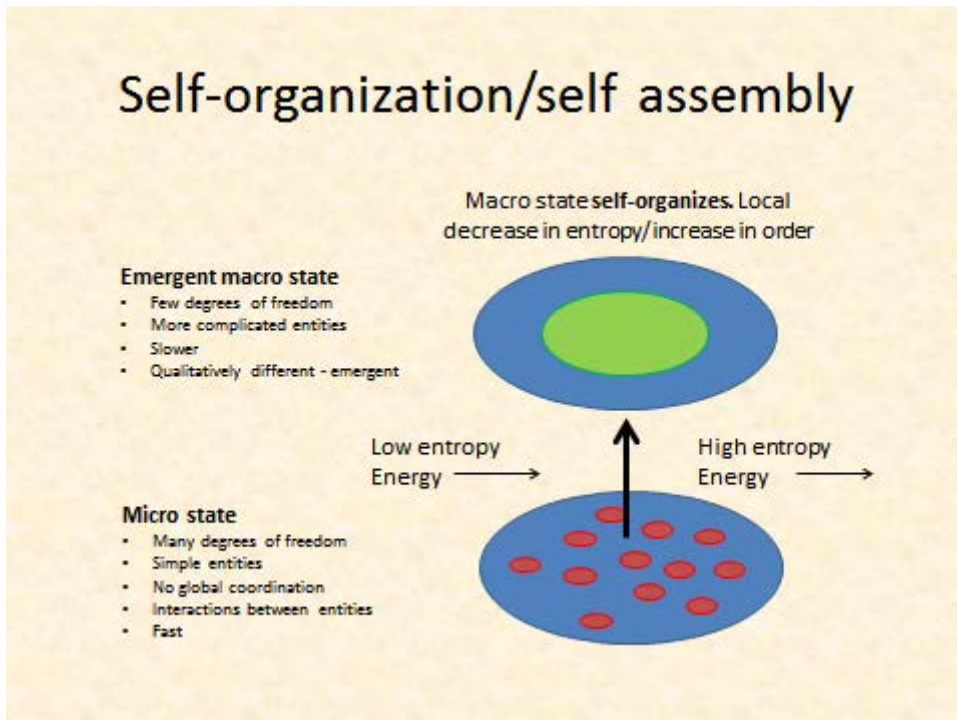 Self-organization/self assembly
Macro state self-organizes. Local
decrease in entropy/increase in order
Emergent macro state
• Few degrees of freedom
• More complicated entities
• Slower
• Qualitatively different - emergent
Low entropy
Energy
High entropy
Energy
Micro state
• Many degrees of freedom
• Simple entities
• No global coordination
• Interactions between entities
• Fast